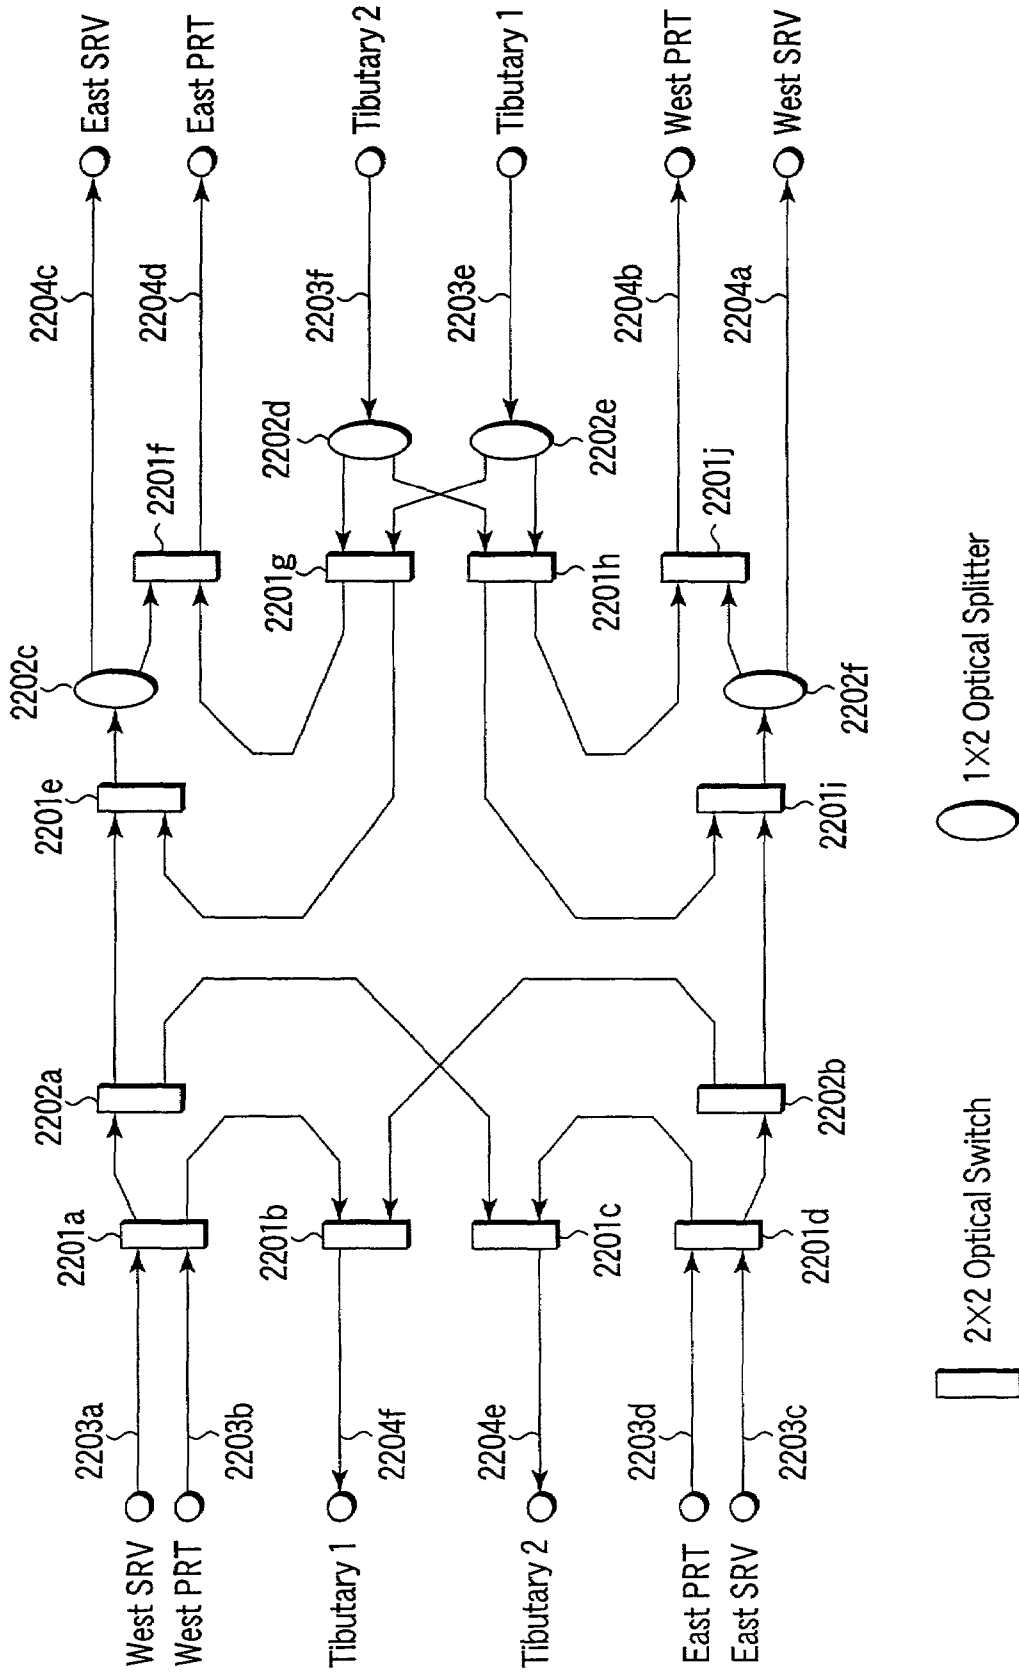 West SRV
West PRT
Tibutary 1
Tibutary 2
East PRT
East SRV
2203a
2203b
2204f
2204e
2203d
2203c
2201a
2201b
2201c
2201d
2202a
2202b
2201e
2201i
2202c
2202f
2201f
2201g
2201h
2201j
2202d
2202e
2204c
2204d
2203f
2203e
2204b
2204a
East SRV
East PRT
Tibutary 2
Tibutary 1
West PRT
West SRV
2×2 Optical Switch
1×2 Optical Splitter